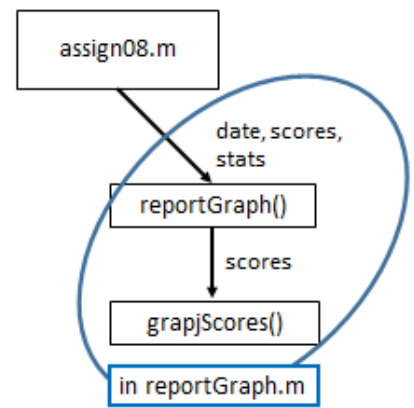 assign08.m
date, scores,
stats
reportGraph()
scores
grapjScores()
in reportGraph.m